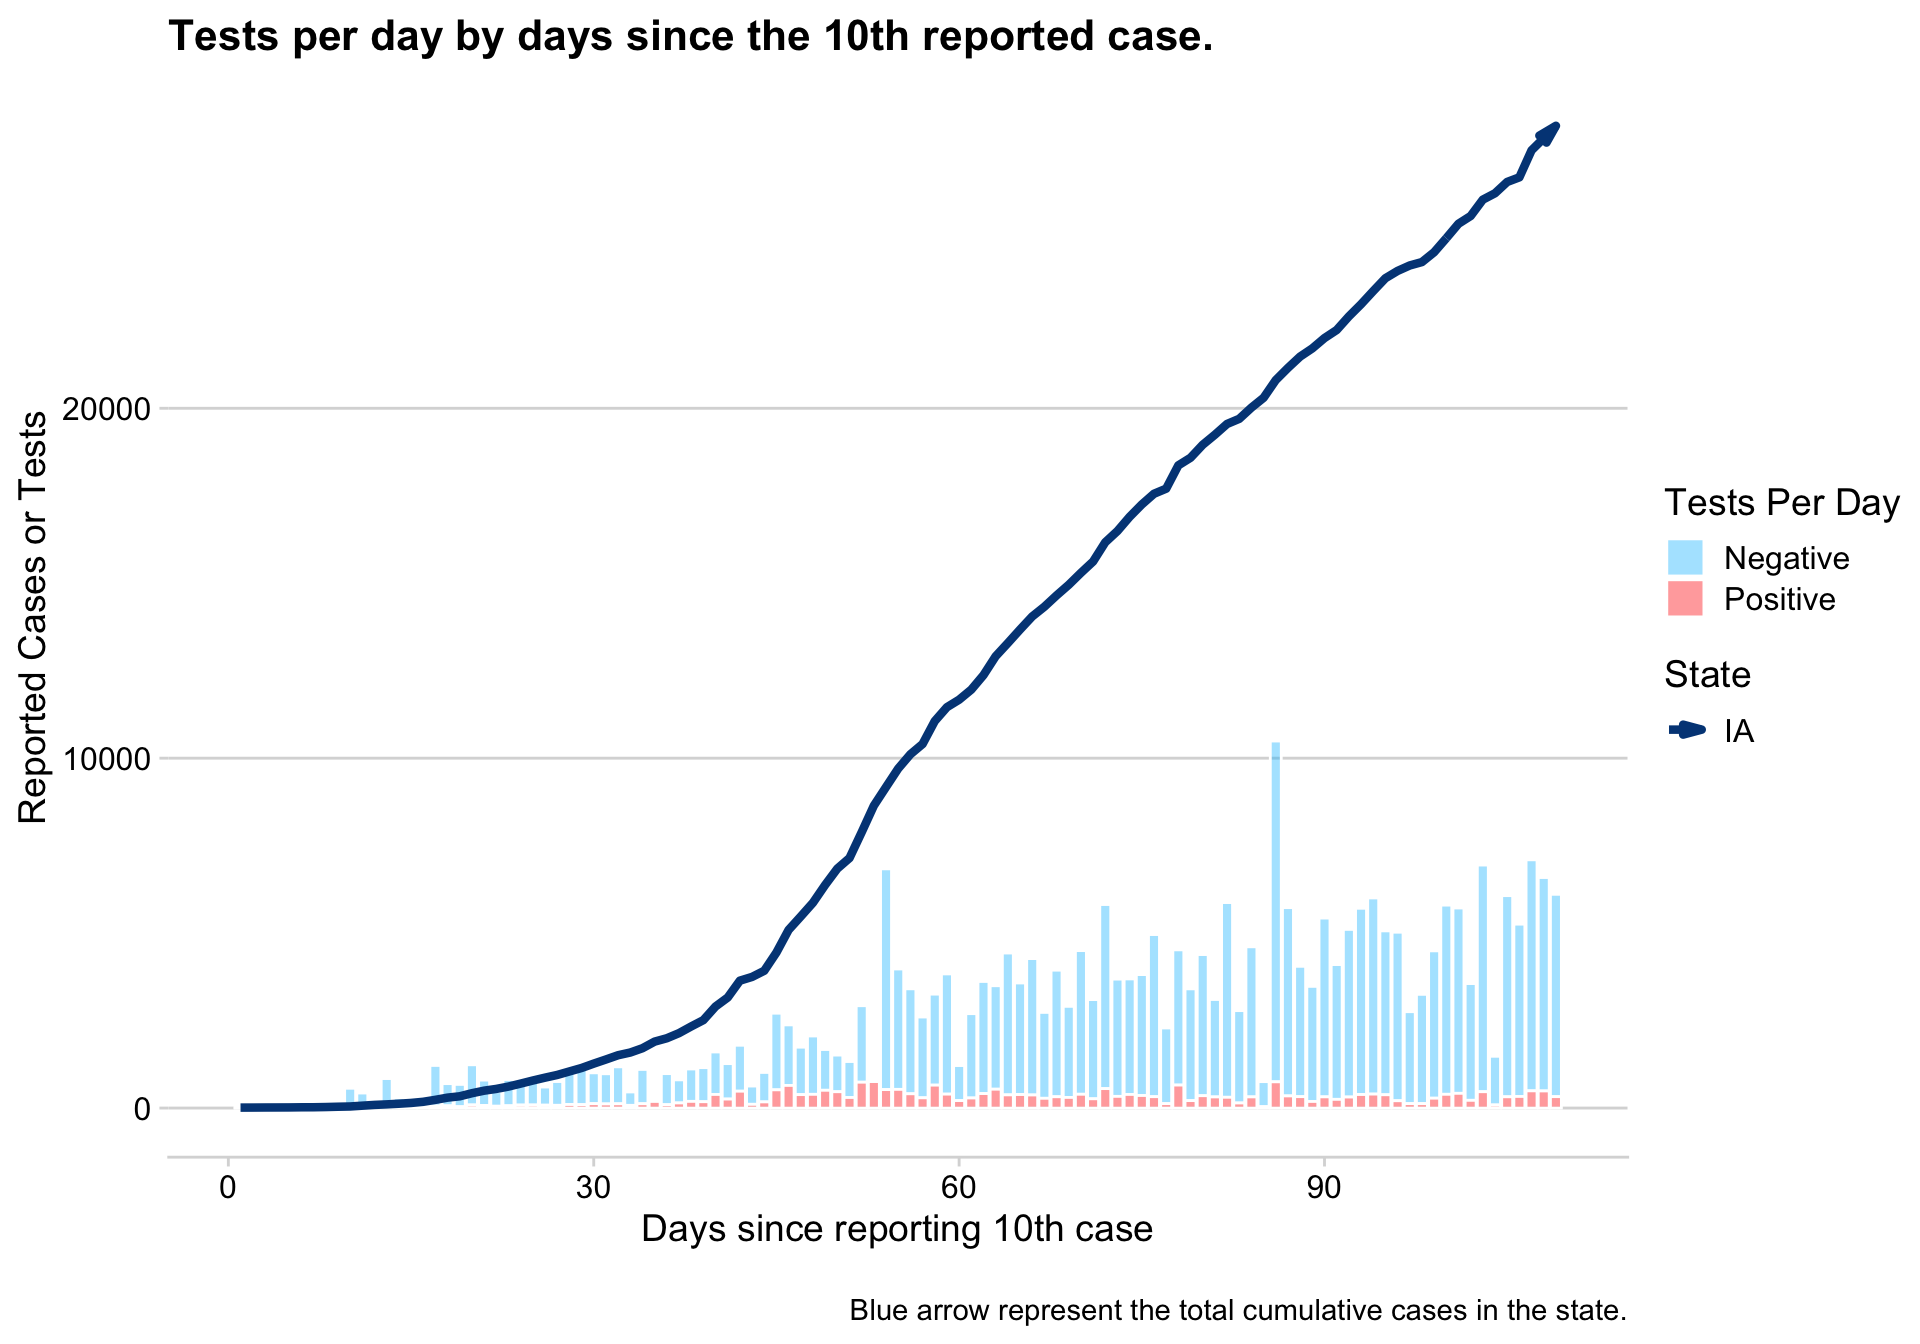 Tests per day by days since the 10th reported case.
Reported Cases or Tests
20000
10000
0
0 30 60 90
Days since reporting 10th case
Tests Per Day
Negative
Positive
State
IA
Blue arrow represent the total cumulative cases in the state.